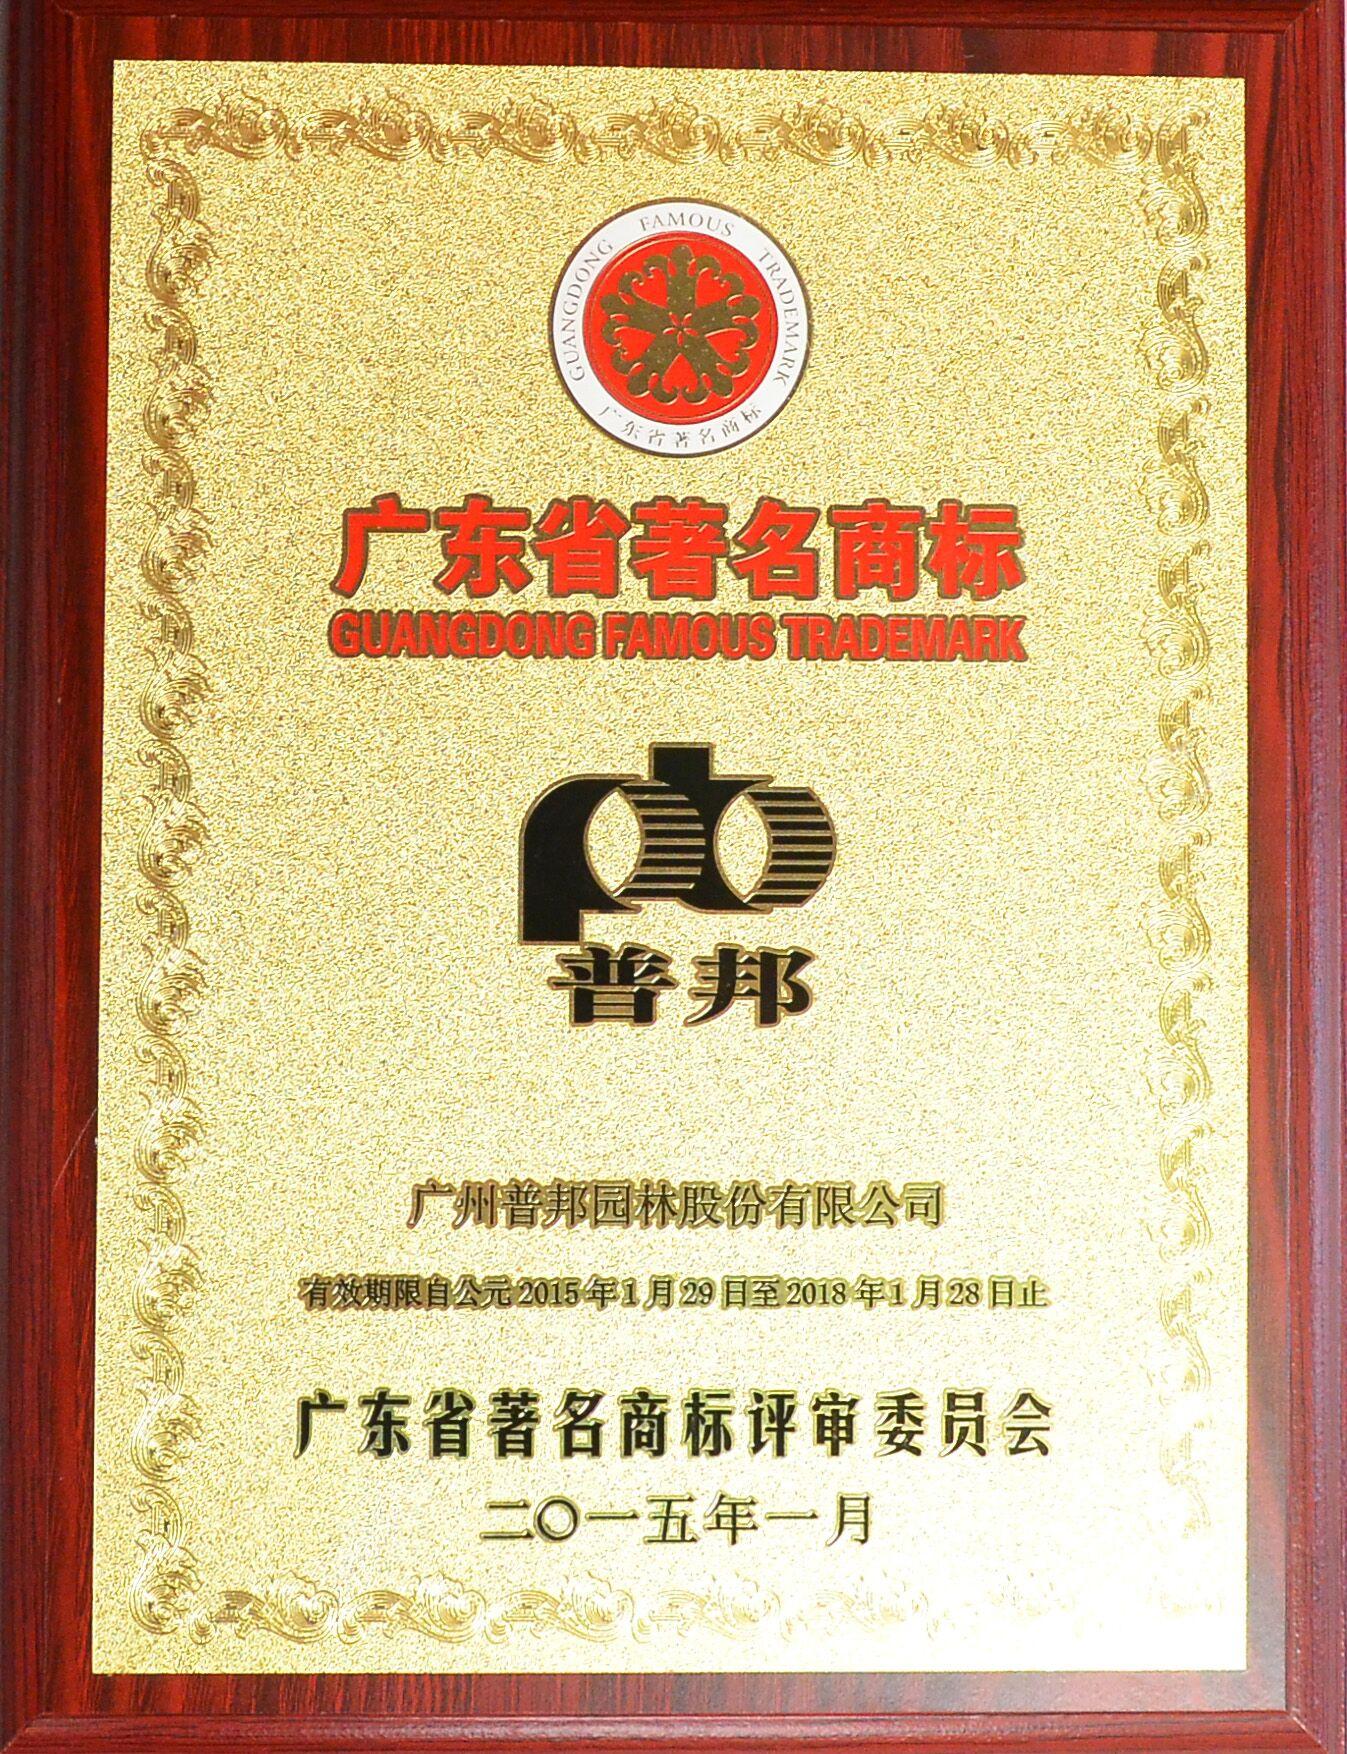 GUANGDONG FAMOUS TRADEMARK
广东省著名商标
广东省著名商标
GUANGDONG FAMOUS TRADEMARK
普邦
广州普邦园林股份有限公司
有效期限自公元2015年1月29日至2018年1月28日止
广东省著名商标评审委员会
二〇一五年一月